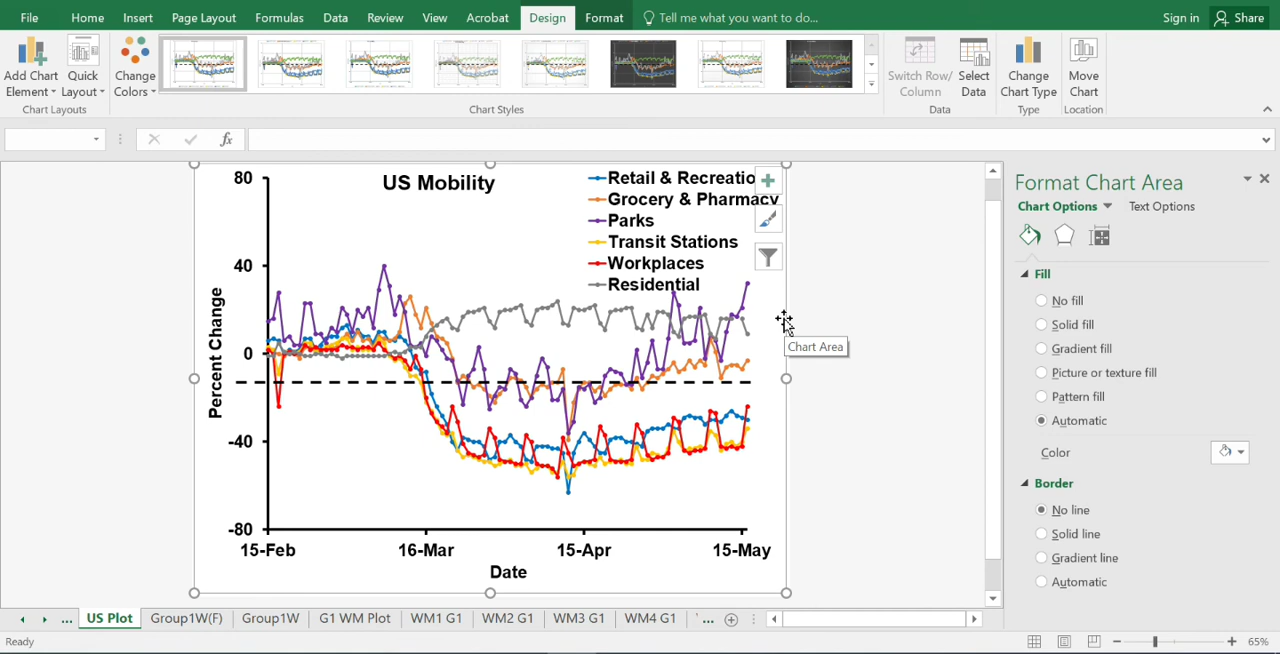 File Home Insert Page Layout Formulas Data Review View Acrobat Design Format Tell me what you want to do... Sign in Share
Add Chart Element Quick Layout Change Colors Switch Row/ Column Select Data Change Chart Type Move Chart
Chart Layouts Chart Styles Data Type Location
fx
US Mobility
80
40
0
-40
-80
Percent Change
Retail & Recreatio
Grocery & Pharmacy
Parks
Transit Stations
Workplaces
Residential
Chart Area
15-Feb 16-Mar 15-Apr 15-May
Date
Format Chart Area
Chart Options Text Options
Fill
No fill
Solid fill
Gradient fill
Picture or texture fill
Pattern fill
Automatic
Color
Border
No line
Solid line
Gradient line
Automatic
... US Plot Group1W(F) Group1W G1 WM Plot WM1 G1 WM2 G1 WM3 G1 WM4 G1 ...
Ready 65%